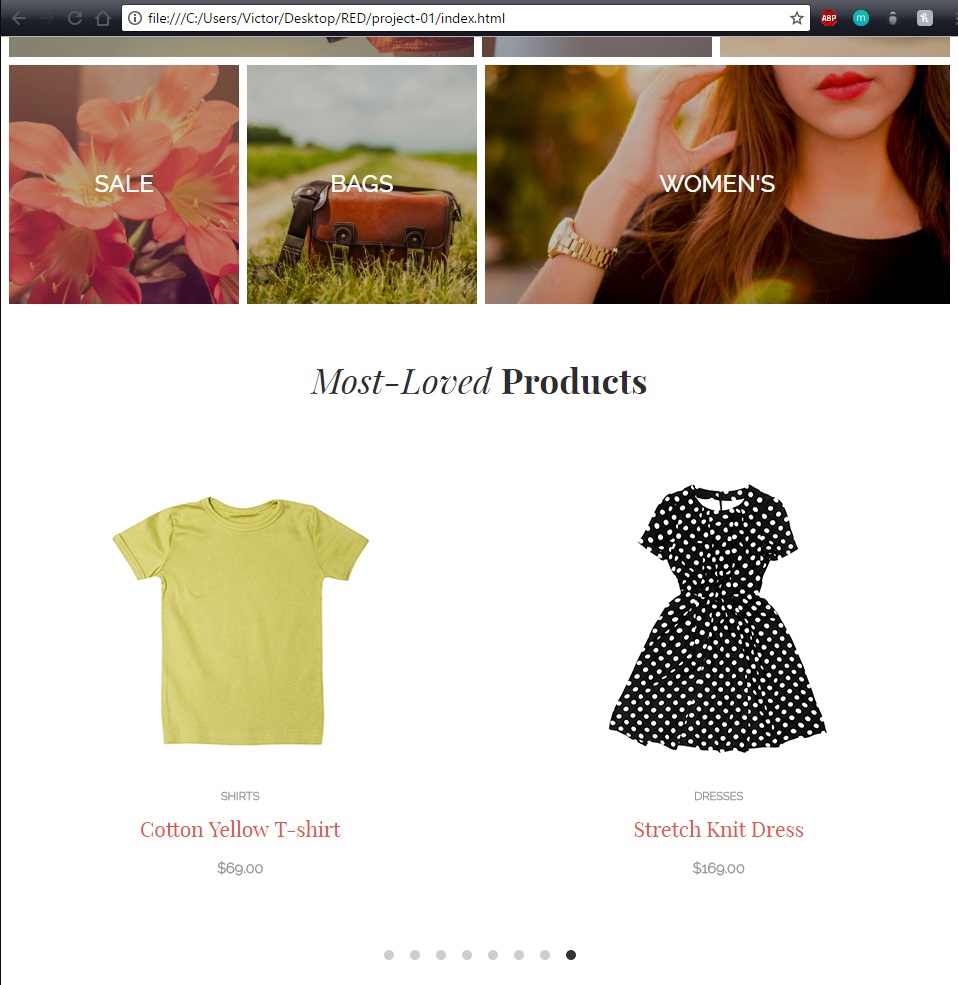 file:///C:/Users/Victor/Desktop/RED/project-01/index.html
ABP
m
SALE
BAGS
WOMEN'S
Most-Loved Products
SHIRTS
DRESSES
Cotton Yellow T-shirt
Stretch Knit Dress
$69.00
$169.00